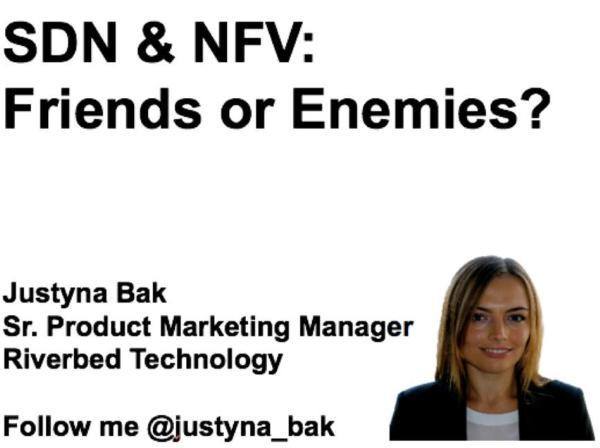 SDN & NFV:
Friends or Enemies?
Justyna Bak
Sr. Product Marketing Manager
Riverbed Technology
Follow me @justyna_bak